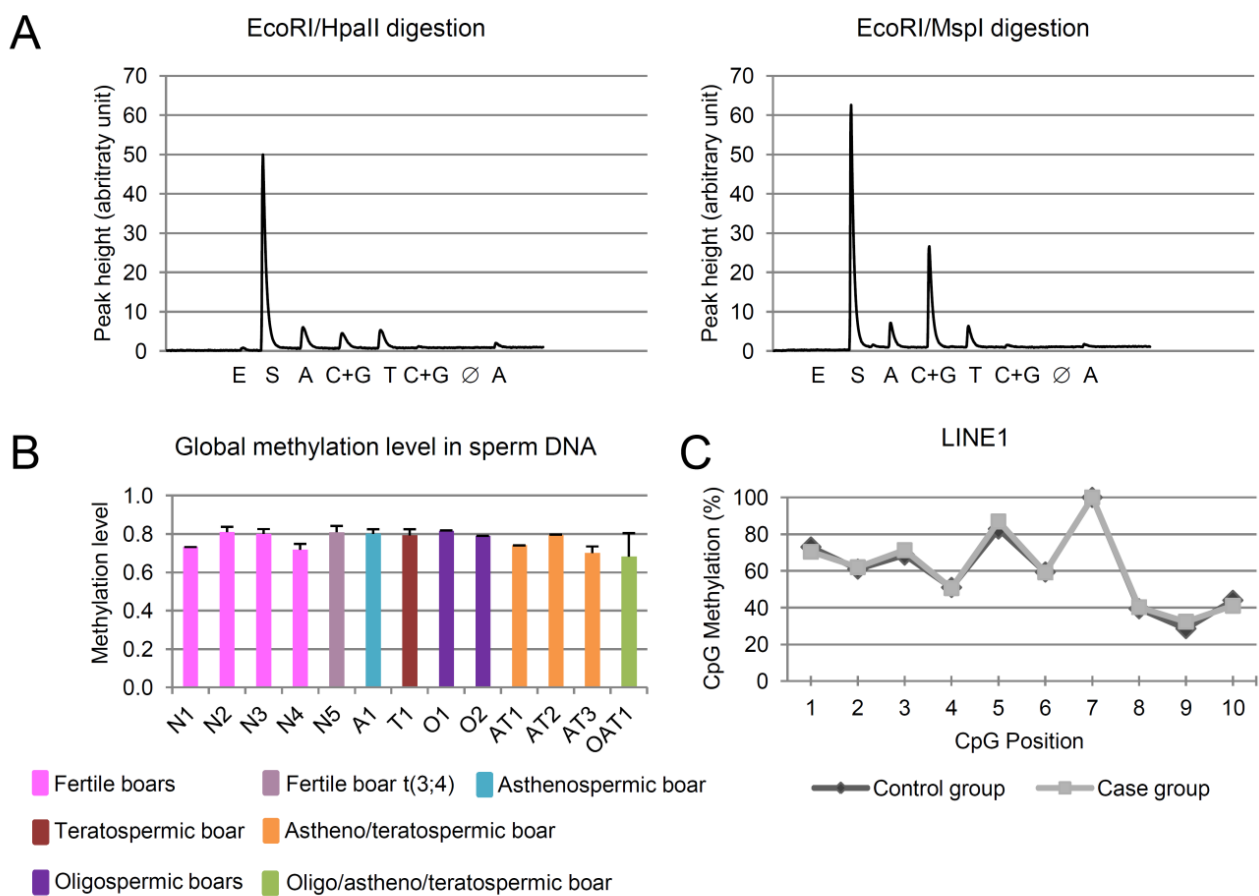 A
EcoRI/HpaII digestion
Peak height (abritraty unit)
70
60
50
40
30
20
10
0
E S A C+G T C+G ∅ A
EcoRI/MspI digestion
Peak height (arbitrary unit)
70
60
50
40
30
20
10
0
E S A C+G T C+G ∅ A
B
Global methylation level in sperm DNA
Methylation level
1.0
0.8
0.6
0.4
0.2
0.0
N1 N2 N3 N4 N5 A1 T1 O1 O2 AT1 AT2 AT3 OAT1
Fertile boars
Fertile boar t(3;4)
Asthenospermic boar
Teratospermic boar
Astheno/teratospermic boar
Oligospermic boars
Oligo/astheno/teratospermic boar
C
LINE1
CpG Methylation (%)
100
80
60
40
20
0
1 2 3 4 5 6 7 8 9 10
CpG Position
Control group
Case group